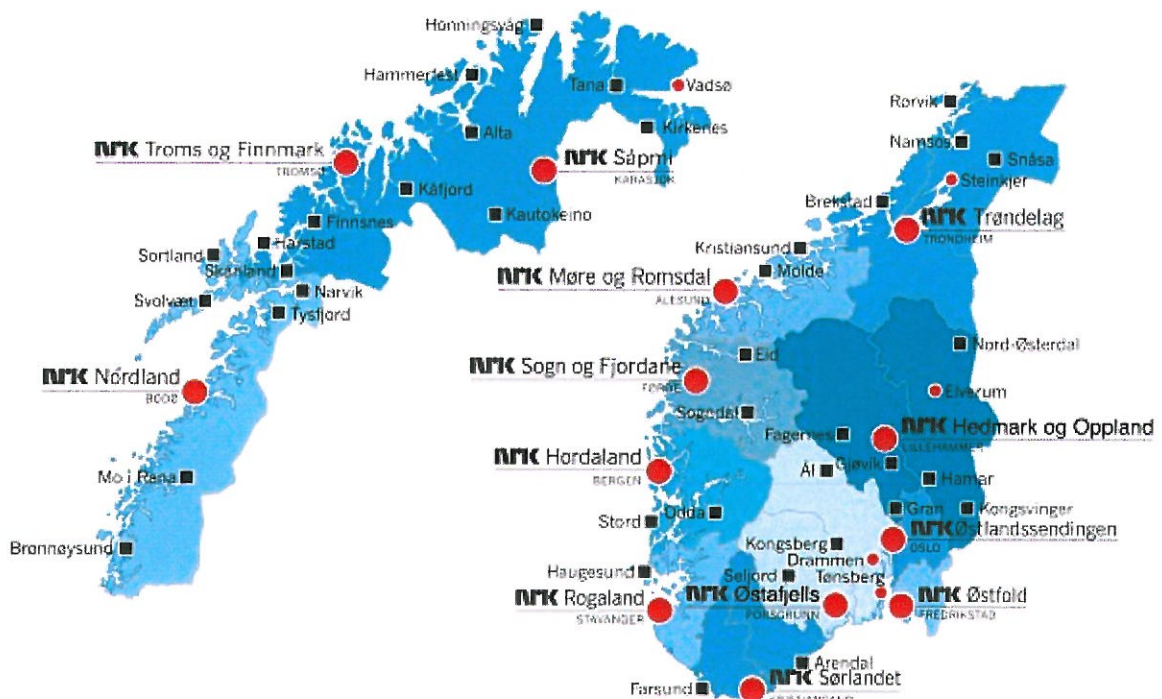 Honningsvåg
Hammerfest
Tana
Vadsø
Alta
Kirkenes
NRK Troms og Finnmark
TROMSØ
NRK Sápmi
KARASJOK
Kåfjord
Kautokeino
Finnsnes
Harstad
Sortland
Skånland
Svolvær
Narvik
Tysfjord
NRK Nordland
BODØ
Mo i Rana
Brønnøysund
Rørvik
Namsos
Snåsa
Steinkjer
Brekstad
NRK Trøndelag
TRONDHEIM
Kristiansund
Molde
NRK Møre og Romsdal
ÅLESUND
Eid
Nord-Østerdal
NRK Sogn og Fjordane
FØRDE
Elverum
Sogndal
Fagernes
NRK Hedmark og Oppland
LILLEHAMMER
NRK Hordaland
BERGEN
Ål
Gjøvik
Hamar
Odda
Stord
Gran
Kongsvinger
NRK Østlandssendingen
OSLO
Kongsberg
Drammen
Haugesund
Seljord
Tønsberg
NRK Rogaland
STAVANGER
NRK Østafjells
PORSGRUNN
NRK Østfold
FREDRIKSTAD
Arendal
Farsund
NRK Sørlandet